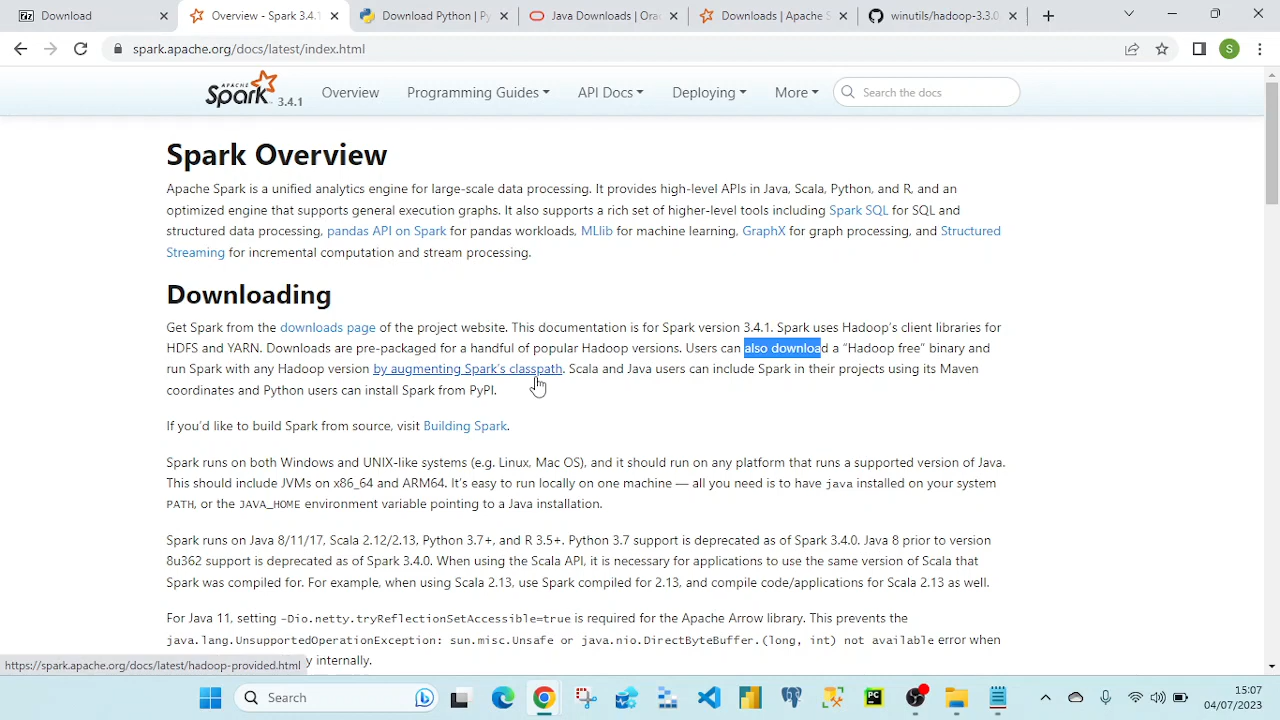 Download
Overview - Spark 3.4.1
Download Python | Py
Java Downloads | Orac
Downloads | Apache S
winutils/hadoop-3.3.0
spark.apache.org/docs/latest/index.html
S
APACHE
Spark 3.4.1
Overview
Programming Guides
API Docs
Deploying
More
Search the docs
Spark Overview
Apache Spark is a unified analytics engine for large-scale data processing. It provides high-level APIs in Java, Scala, Python, and R, and an
optimized engine that supports general execution graphs. It also supports a rich set of higher-level tools including Spark SQL for SQL and
structured data processing, pandas API on Spark for pandas workloads, MLlib for machine learning, GraphX for graph processing, and Structured
Streaming for incremental computation and stream processing.
Downloading
Get Spark from the downloads page of the project website. This documentation is for Spark version 3.4.1. Spark uses Hadoop’s client libraries for
HDFS and YARN. Downloads are pre-packaged for a handful of popular Hadoop versions. Users can also download a “Hadoop free” binary and
run Spark with any Hadoop version by augmenting Spark’s classpath. Scala and Java users can include Spark in their projects using its Maven
coordinates and Python users can install Spark from PyPI.
If you’d like to build Spark from source, visit Building Spark.
Spark runs on both Windows and UNIX-like systems (e.g. Linux, Mac OS), and it should run on any platform that runs a supported version of Java.
This should include JVMs on x86_64 and ARM64. It’s easy to run locally on one machine — all you need is to have java installed on your system
PATH, or the JAVA_HOME environment variable pointing to a Java installation.
Spark runs on Java 8/11/17, Scala 2.12/2.13, Python 3.7+, and R 3.5+. Python 3.7 support is deprecated as of Spark 3.4.0. Java 8 prior to version
8u362 support is deprecated as of Spark 3.4.0. When using the Scala API, it is necessary for applications to use the same version of Scala that
Spark was compiled for. For example, when using Scala 2.13, use Spark compiled for 2.13, and compile code/applications for Scala 2.13 as well.
For Java 11, setting -Dio.netty.tryReflectionSetAccessible=true is required for the Apache Arrow library. This prevents the
java.lang.UnsupportedOperationException: sun.misc.Unsafe or java.nio.DirectByteBuffer.(long, int) not available error when
y internally.
https://spark.apache.org/docs/latest/hadoop-provided.html
Search
PC
15:07
04/07/2023